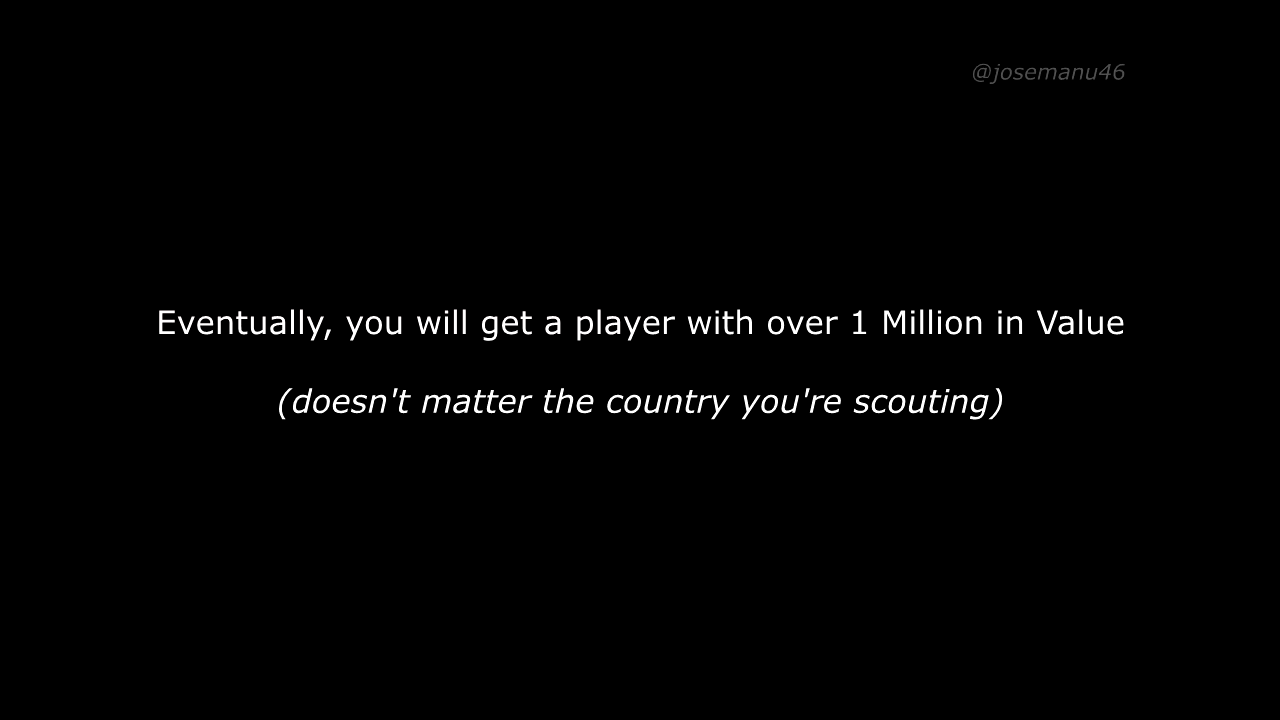 @josemanu46
Eventually, you will get a player with over 1 Million in Value
(doesn't matter the country you're scouting)